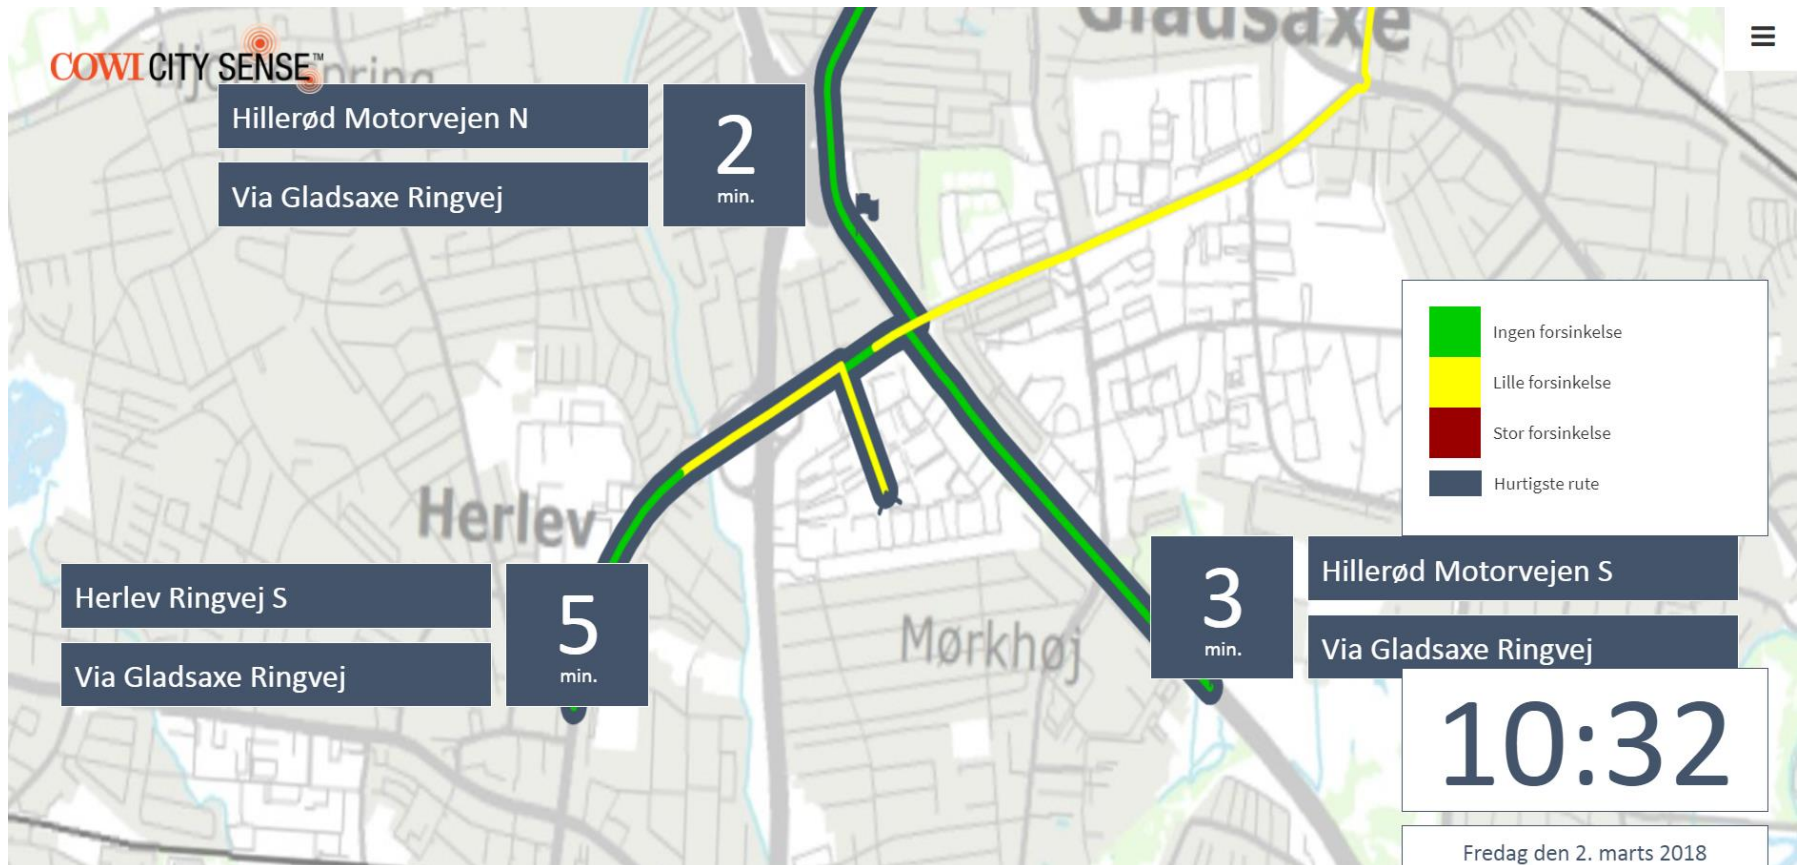 Gladsaxe
COWI CITY SENSE™
Hillerød Motorvejen N
Via Gladsaxe Ringvej
2
min.
Ingen forsinkelse
Lille forsinkelse
Stor forsinkelse
Hurtigste rute
Herlev
Herlev Ringvej S
Via Gladsaxe Ringvej
5
min.
Mørkhøj
3
min.
Hillerød Motorvejen S
Via Gladsaxe Ringvej
10:32
Fredag den 2. marts 2018